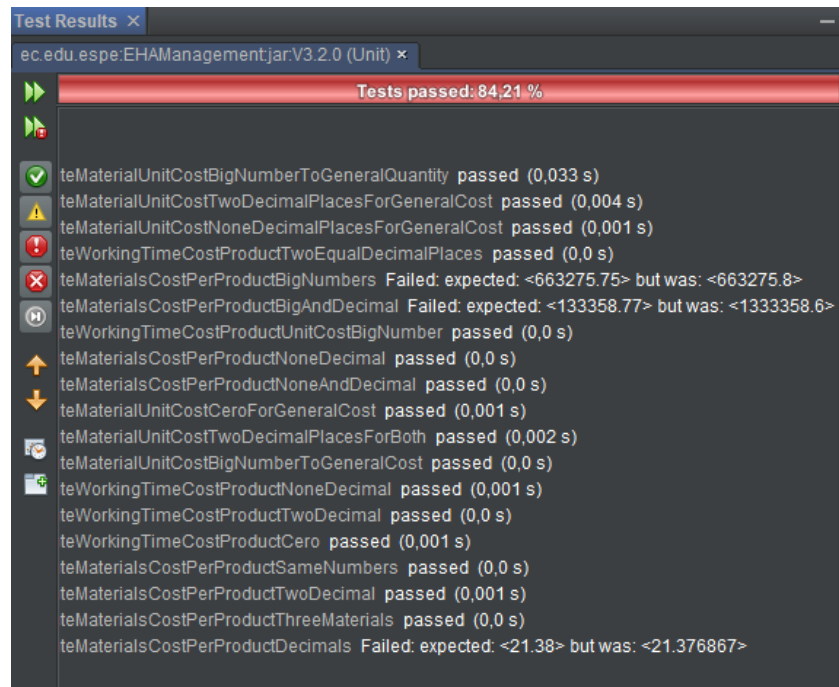 Test Results ×
ec.edu.espe:EHAManagement:jar:V3.2.0 (Unit) ×
Tests passed: 84,21 %
teMaterialUnitCostBigNumberToGeneralQuantity passed (0,033 s)
teMaterialUnitCostTwoDecimalPlacesForGeneralCost passed (0,004 s)
teMaterialUnitCostNoneDecimalPlacesForGeneralCost passed (0,001 s)
teWorkingTimeCostProductTwoEqualDecimalPlaces passed (0,0 s)
teMaterialsCostPerProductBigNumbers Failed: expected: <663275.75> but was: <663275.8>
teMaterialsCostPerProductBigAndDecimal Failed: expected: <133358.77> but was: <1333358.6>
teWorkingTimeCostProductUnitCostBigNumber passed (0,0 s)
teMaterialsCostPerProductNoneDecimal passed (0,0 s)
teMaterialsCostPerProductNoneAndDecimal passed (0,0 s)
teMaterialUnitCostCeroForGeneralCost passed (0,001 s)
teMaterialUnitCostTwoDecimalPlacesForBoth passed (0,002 s)
teMaterialUnitCostBigNumberToGeneralCost passed (0,0 s)
teWorkingTimeCostProductNoneDecimal passed (0,001 s)
teWorkingTimeCostProductTwoDecimal passed (0,0 s)
teWorkingTimeCostProductCero passed (0,001 s)
teMaterialsCostPerProductSameNumbers passed (0,0 s)
teMaterialsCostPerProductTwoDecimal passed (0,001 s)
teMaterialsCostPerProductThreeMaterials passed (0,0 s)
teMaterialsCostPerProductDecimals Failed: expected: <21.38> but was: <21.376867>